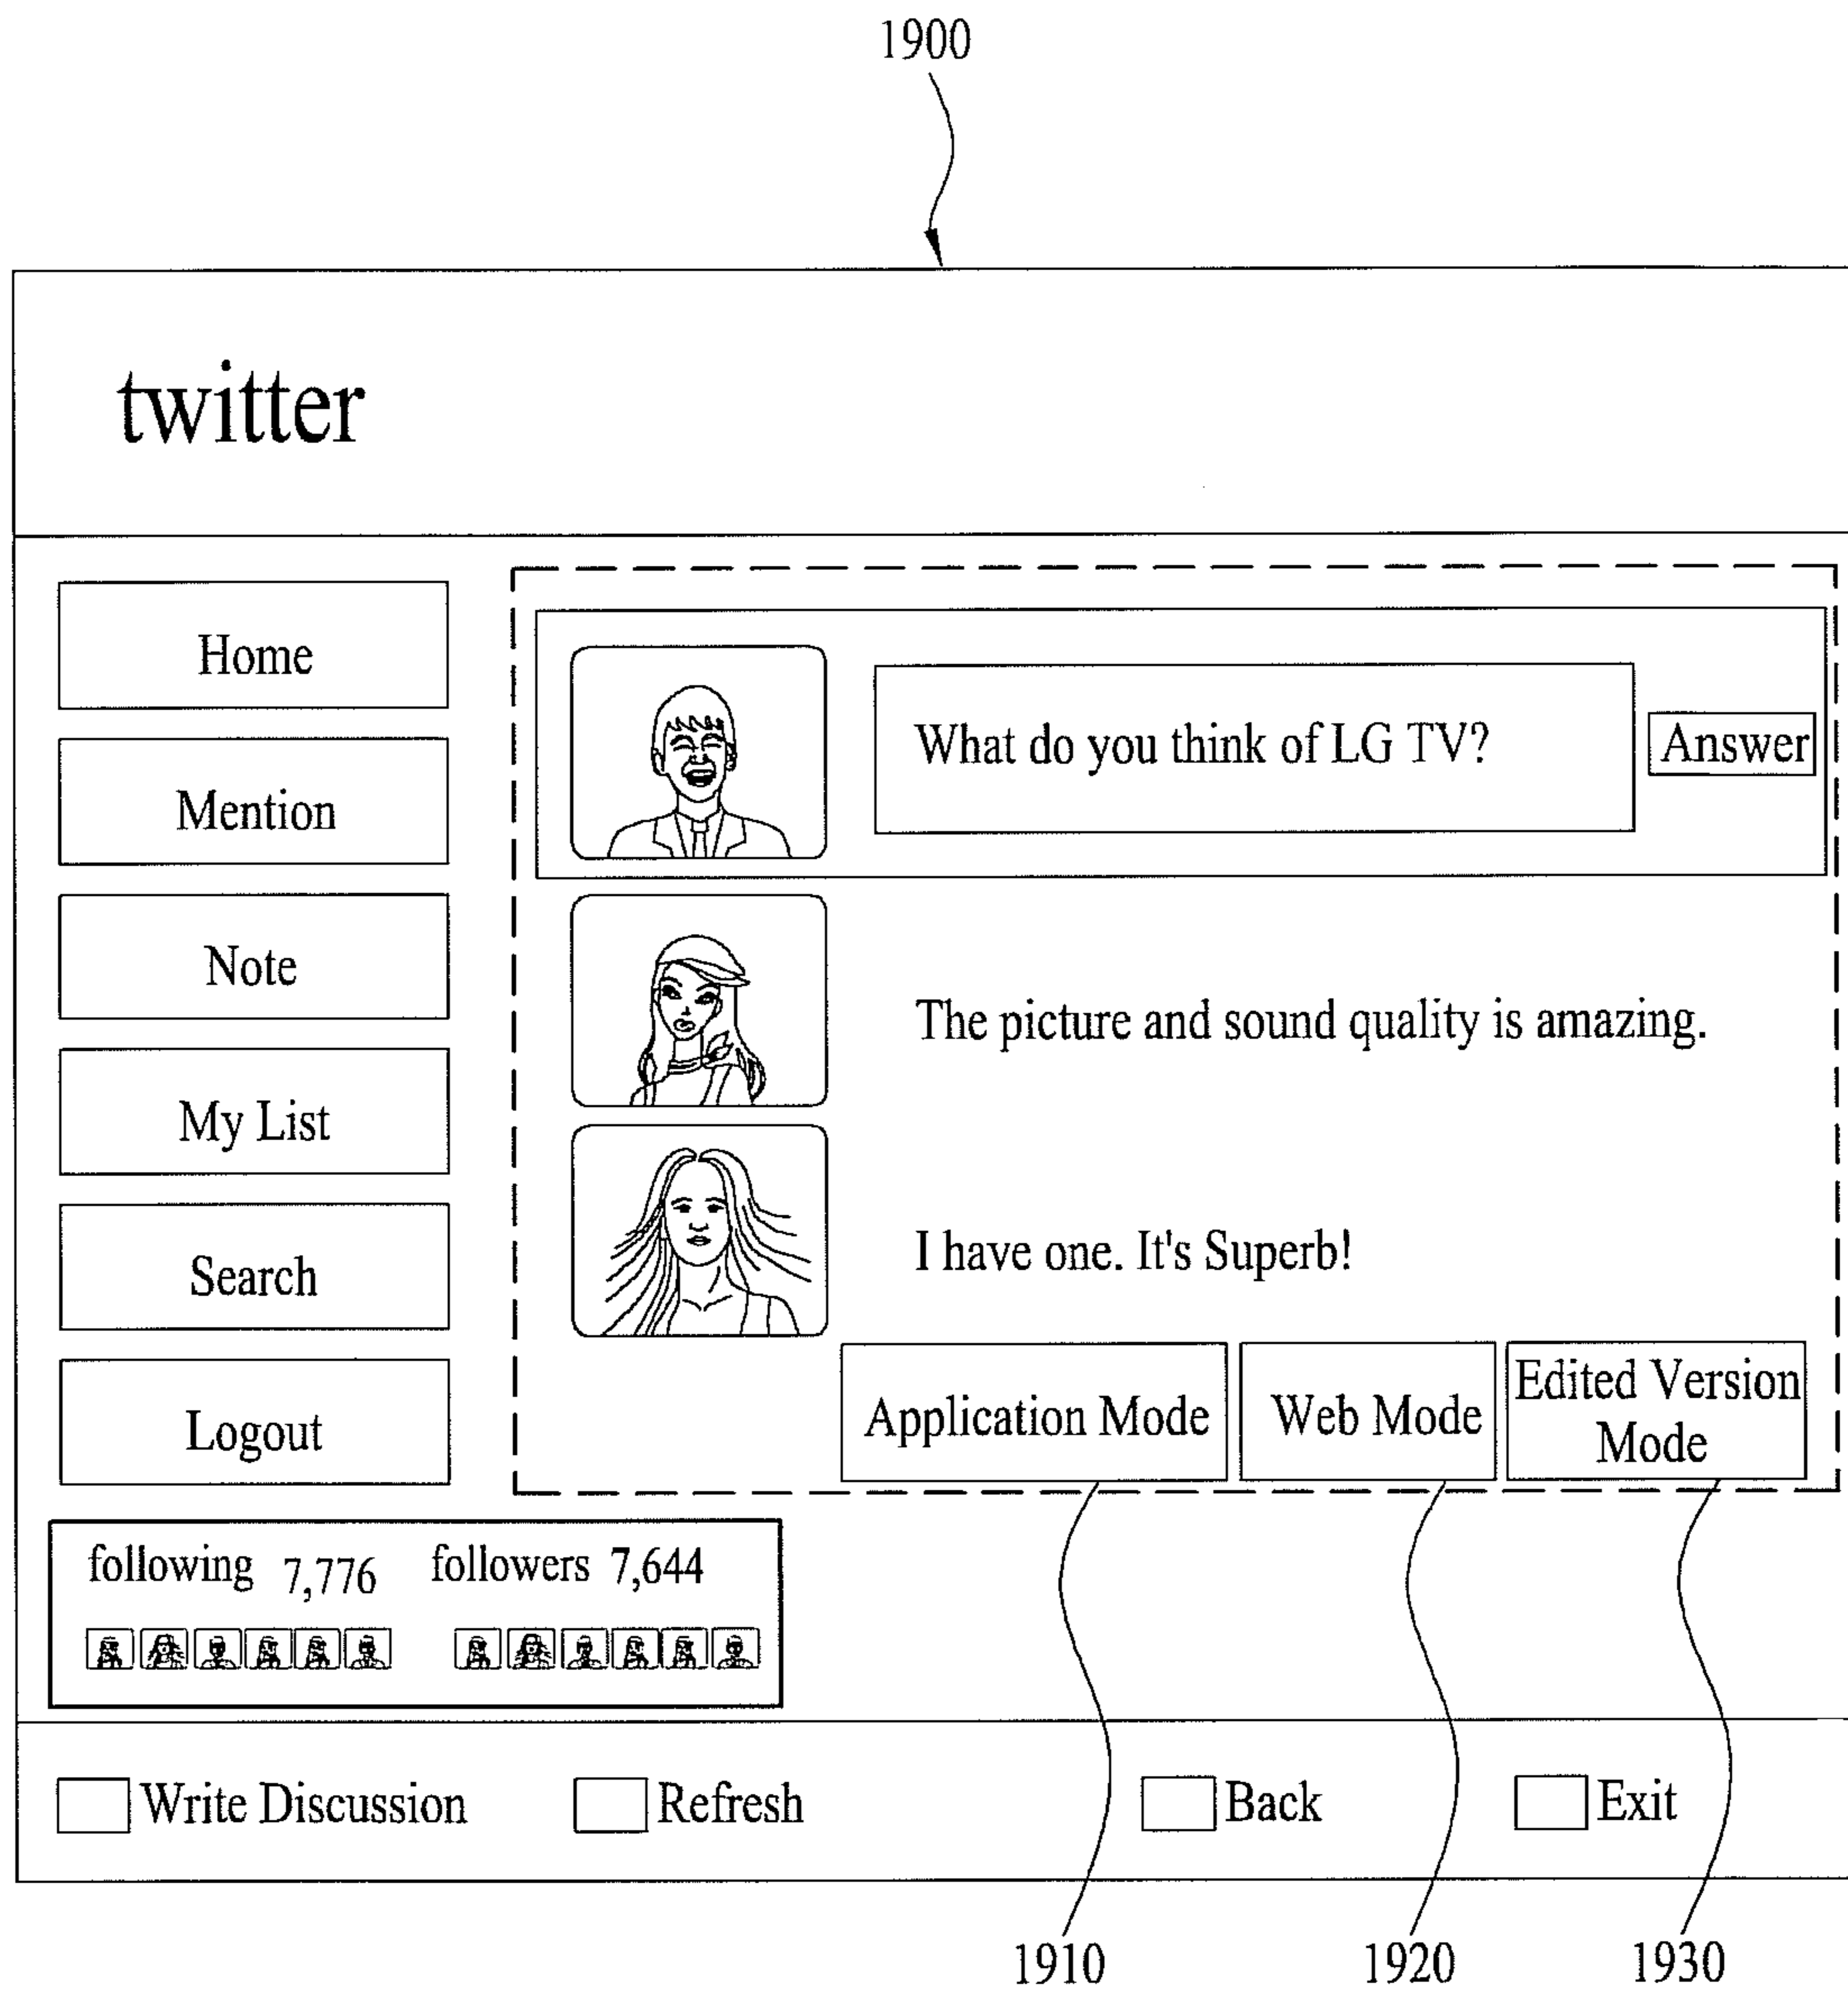 1900
twitter
Home
Mention
Note
My List
Search
Logout
What do you think of LG TV?
Answer
The picture and sound quality is amazing.
I have one. It's Superb!
Application Mode
Web Mode
Edited Version
Mode
following 7,776 followers 7,644
Write Discussion
Refresh
Back
Exit
1910
1920
1930